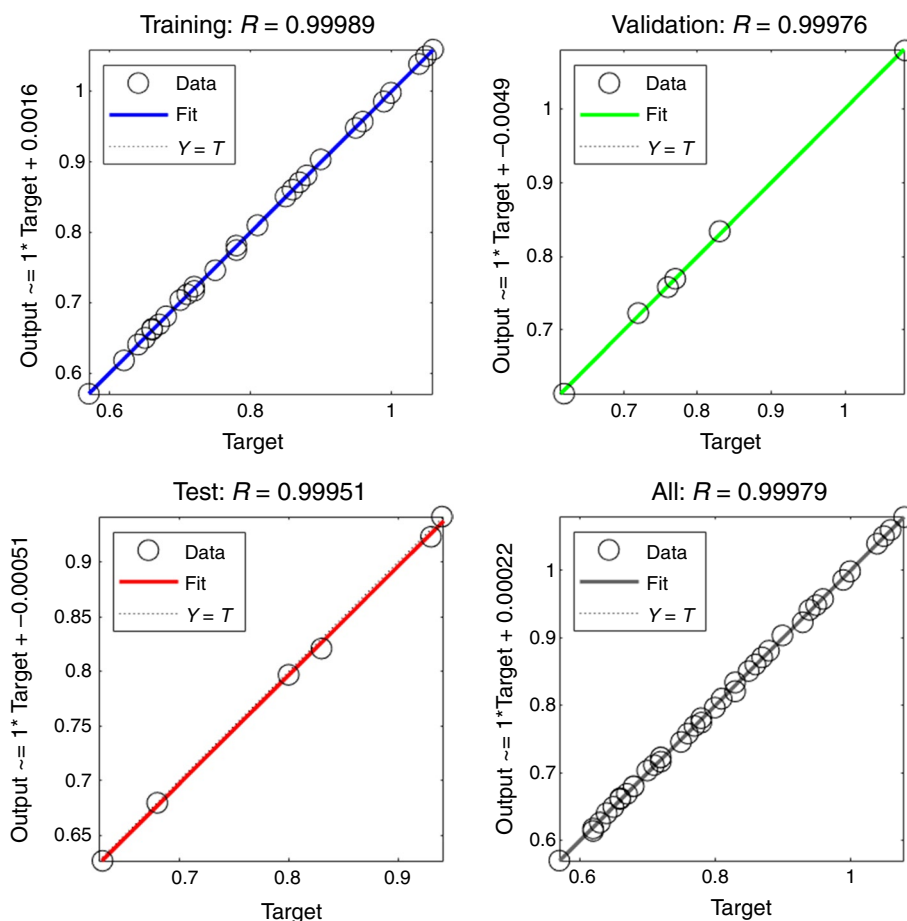 Training: R = 0.99989
Output ~= 1* Target + 0.0016
1
0.9
0.8
0.7
0.6
Data
Fit
Y = T
0.6
0.8
1
Target
Validation: R = 0.99976
Output ~= 1* Target + −0.0049
1
0.9
0.8
0.7
Data
Fit
Y = T
0.7
0.8
0.9
1
Target
Test: R = 0.99951
Output ~= 1* Target + −0.00051
0.9
0.85
0.8
0.75
0.7
0.65
Data
Fit
Y = T
0.7
0.8
0.9
Target
All: R = 0.99979
Output ~= 1*Target + 0.00022
1
0.9
0.8
0.7
0.6
Data
Fit
Y = T
0.6
0.8
1
Target